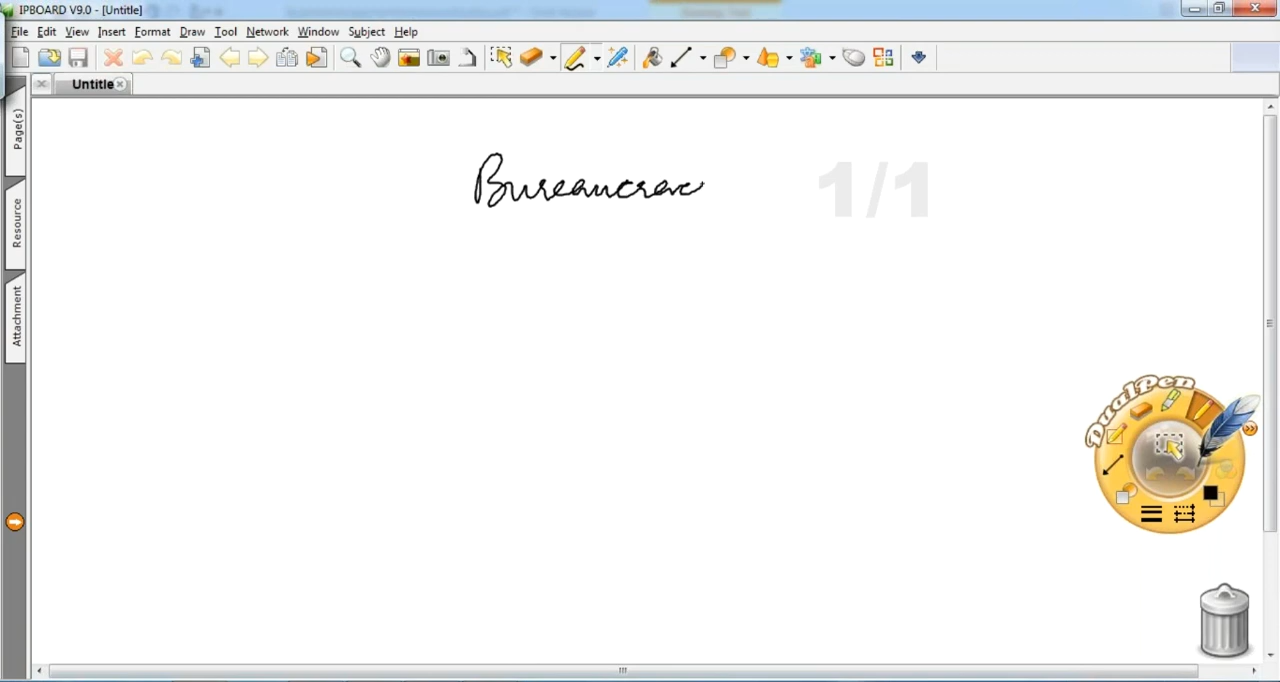 IPBOARD V9.0 - [Untitle]
File Edit View Insert Format Draw Tool Network Window Subject Help
Untitle
Page(s)
Resource
Attachment
Bureaucrac
1/1
DualPen